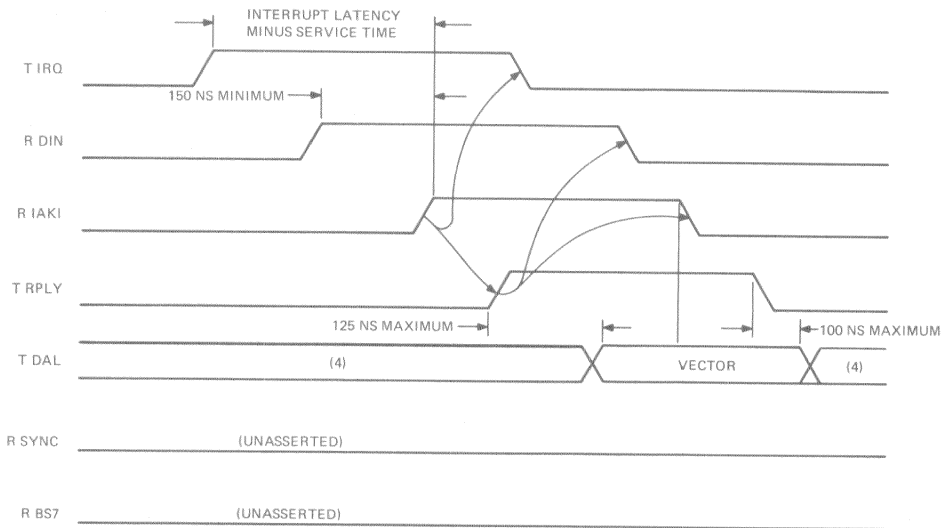 INTERRUPT LATENCY
MINUS SERVICE TIME
T IRQ
150 NS MINIMUM
R DIN
R IAKI
T RPLY
125 NS MAXIMUM
100 NS MAXIMUM
T DAL
(4)
VECTOR
(4)
R SYNC
(UNASSERTED)
R BS7
(UNASSERTED)